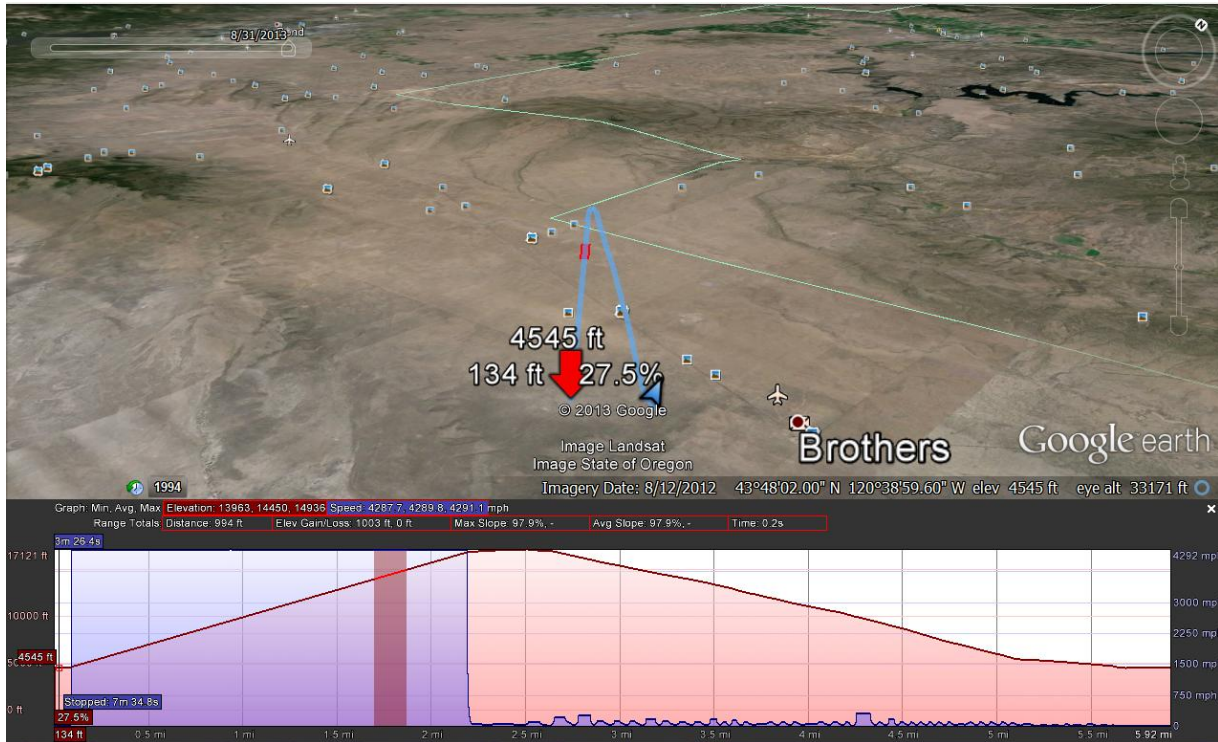 8/31/2013
4545 ft
134 ft 27.5%
© 2013 Google
Image Landsat
Image State of Oregon
Brothers
Google earth
1994
Imagery Date: 8/12/2012 43°48'02.00" N 120°38'59.60" W elev 4545 ft eye alt 33171 ft
Graph: Min, Avg, Max Elevation: 13963, 14450, 14936 Speed: 4287.7, 4289.8, 4291.1 mph
Range Totals: Distance: 994 ft Elev Gain/Loss: 1003 ft, 0 ft Max Slope: 97.9%, - Avg Slope: 97.9%, - Time: 0.2s
3m 26.4s
17121 ft 4292 mph
10000 ft 3000 mph
2250 mph
4545 ft 1500 mph
Stopped: 7m 34.8s 750 mph
0 ft 27.5% 0
134 ft 0.5 mi 1 mi 1.5 mi 2 mi 2.5 mi 3 mi 3.5 mi 4 mi 4.5 mi 5 mi 5.5 mi 5.92 mi